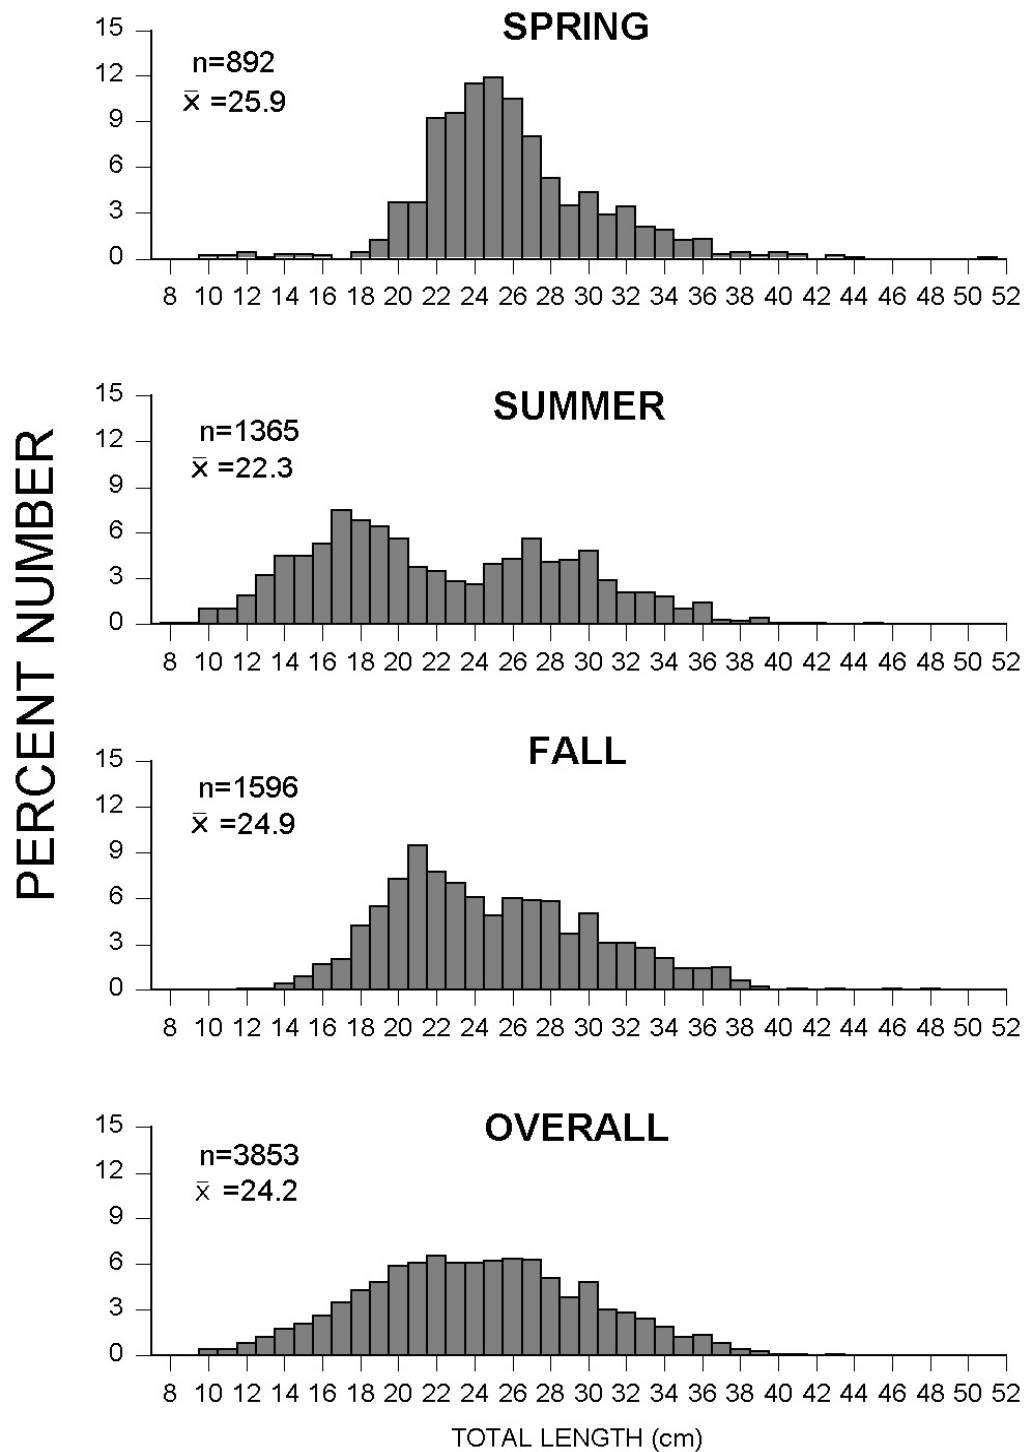 SPRING
15
n=892
x̄ =25.9
12
9
6
3
0
8 10 12 14 16 18 20 22 24 26 28 30 32 34 36 38 40 42 44 46 48 50 52
SUMMER
15
n=1365
x̄ =22.3
12
9
6
3
0
8 10 12 14 16 18 20 22 24 26 28 30 32 34 36 38 40 42 44 46 48 50 52
PERCENT NUMBER
FALL
15
n=1596
x̄ =24.9
12
9
6
3
0
8 10 12 14 16 18 20 22 24 26 28 30 32 34 36 38 40 42 44 46 48 50 52
OVERALL
15
n=3853
x̄ =24.2
12
9
6
3
0
8 10 12 14 16 18 20 22 24 26 28 30 32 34 36 38 40 42 44 46 48 50 52
TOTAL LENGTH (cm)